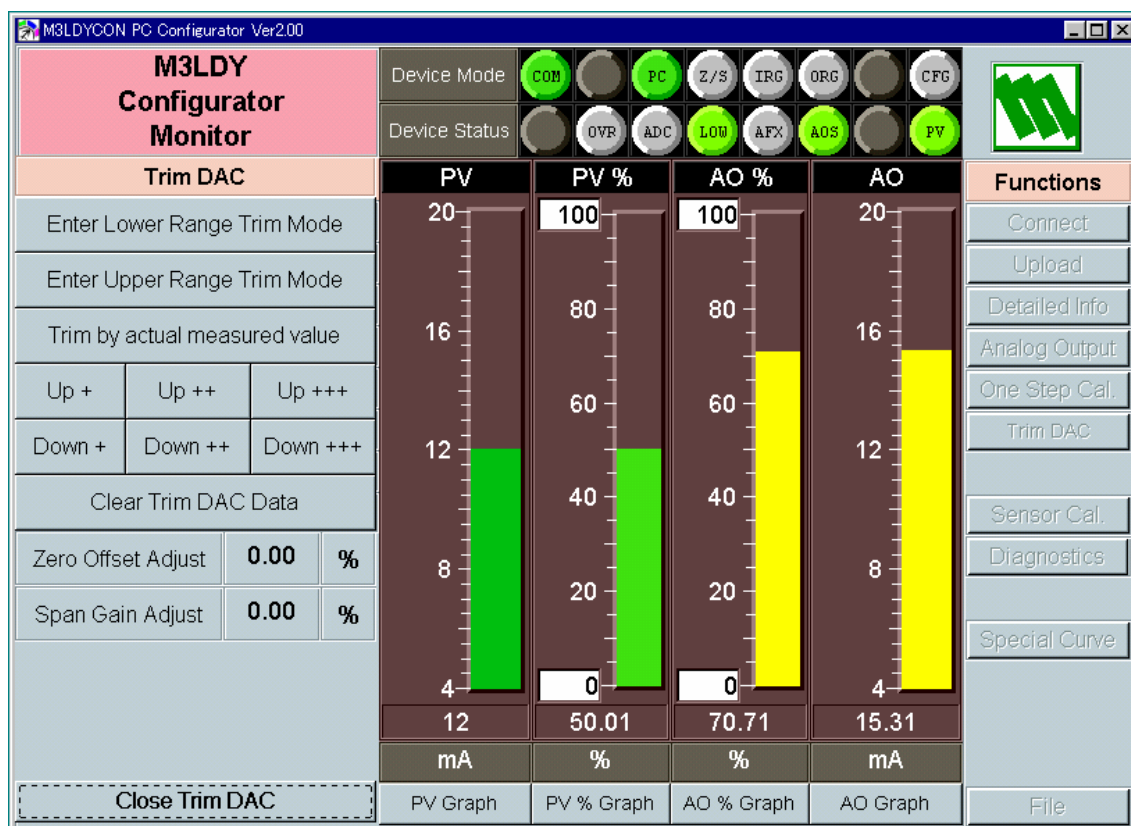 M3LDYCON PC Configurator Ver2.00
M3LDY
Configurator
Monitor
Device Mode COM PC Z/S IRG ORG CFG
Device Status OVR ADC LOW AFX AOS PV
Trim DAC
Enter Lower Range Trim Mode
Enter Upper Range Trim Mode
Trim by actual measured value
Up + Up ++ Up +++
Down + Down ++ Down +++
Clear Trim DAC Data
Zero Offset Adjust 0.00 %
Span Gain Adjust 0.00 %
Close Trim DAC
PV PV % AO % AO
20 100 100 20
80 80
16 16
60 60
12 12
40 40
8 8
20 20
4 0 0 4
12 50.01 70.71 15.31
mA % % mA
PV Graph PV % Graph AO % Graph AO Graph
Functions
Connect
Upload
Detailed Info
Analog Output
One Step Cal.
Trim DAC
Sensor Cal.
Diagnostics
Special Curve
File